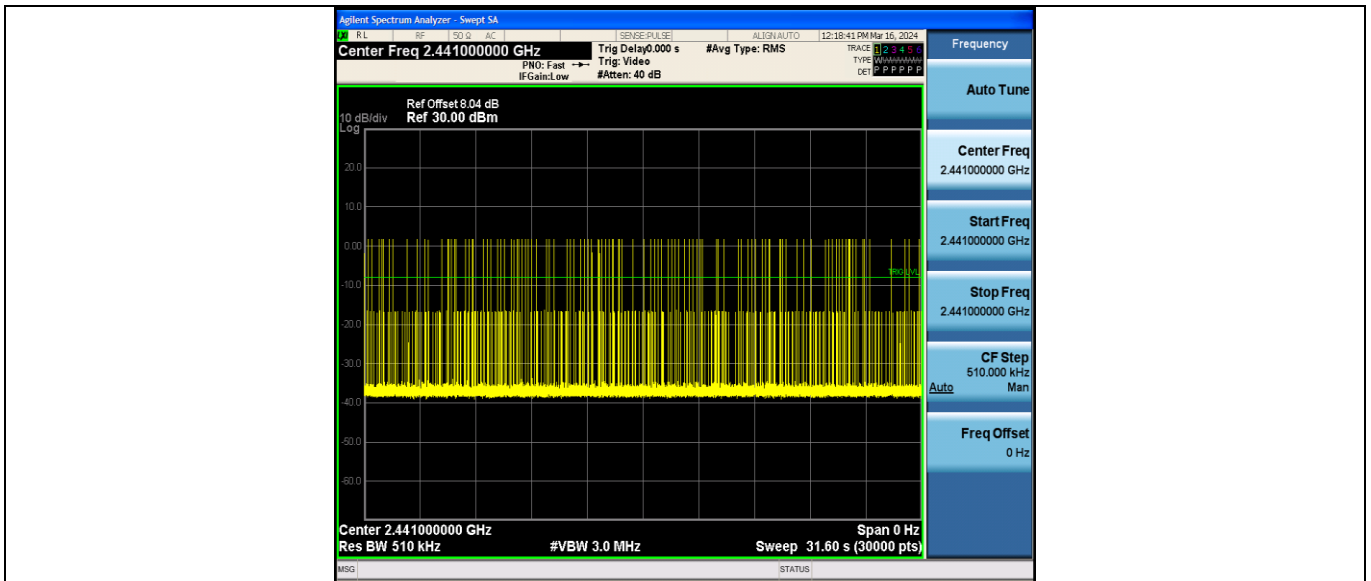 Agilent Spectrum Analyzer - Swept SA
LXI RL RF 50 Ω AC SENSE:PULSE ALIGNAUTO 12:18:41 PM Mar 16, 2024
Center Freq 2.441000000 GHz
PNO: Fast
IFGain:Low
Trig Delay0.000 s
Trig: Video
#Atten: 40 dB
#Avg Type: RMS
TRACE 1 2 3 4 5 6
TYPE WWWWWW
DET P P P P P P
Ref Offset 8.04 dB
10 dB/div Ref 30.00 dBm
Log
20.0
10.0
0.00
TRIG LVL
-10.0
-20.0
-30.0
-40.0
-50.0
-60.0
Center 2.441000000 GHz Span 0 Hz
Res BW 510 kHz #VBW 3.0 MHz Sweep 31.60 s (30000 pts)
MSG STATUS
Frequency
Auto Tune
Center Freq
2.441000000 GHz
Start Freq
2.441000000 GHz
Stop Freq
2.441000000 GHz
CF Step
510.000 kHz
Auto Man
Freq Offset
0 Hz